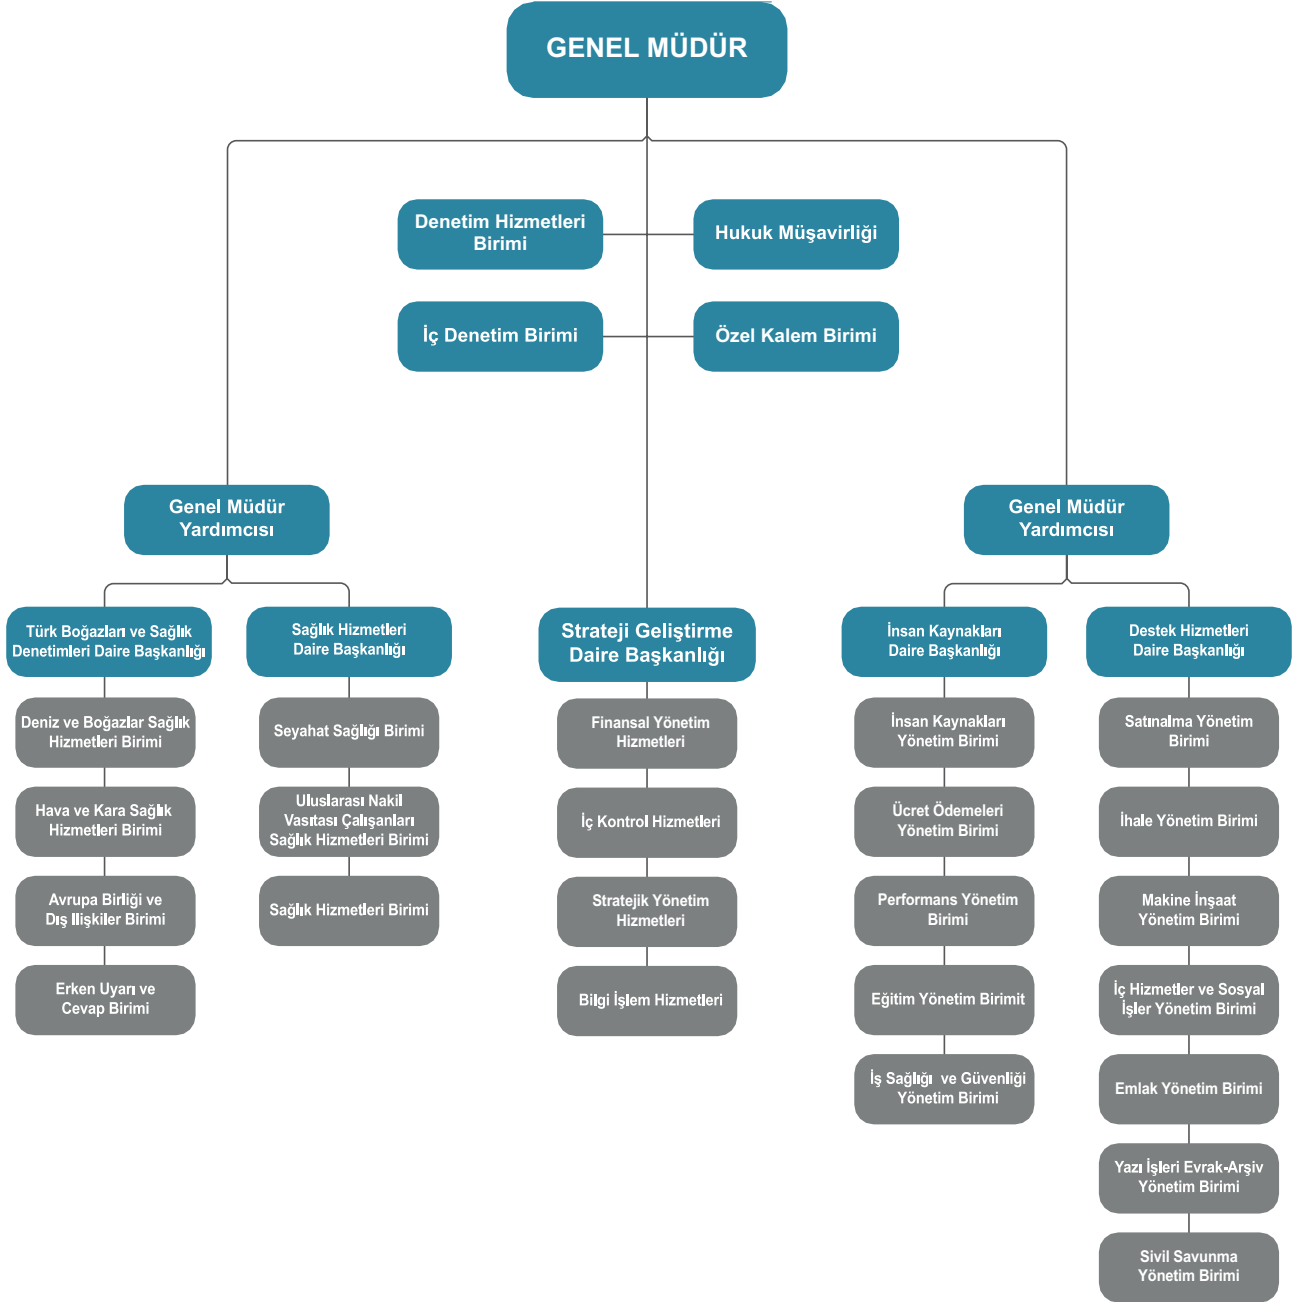 GENEL MÜDÜR
Denetim Hizmetleri
Birimi
Hukuk Müşavirliği
İç Denetim Birimi
Özel Kalem Birimi
Genel Müdür
Yardımcısı
Genel Müdür
Yardımcısı
Türk Boğazları ve Sağlık
Denetimleri Daire Başkanlığı
Deniz ve Boğazlar Sağlık
Hizmetleri Birimi
Hava ve Kara Sağlık
Hizmetleri Birimi
Avrupa Birliği ve
Dış Ilişkiler Birimi
Erken Uyarı ve
Cevap Birimi
Sağlık Hizmetleri
Daire Başkanlığı
Seyahat Sağlığı Birimi
Uluslarası Nakil
Vasıtası Çalışanları
Sağlık Hizmetleri Birimi
Sağlık Hizmetleri Birimi
Strateji Geliştirme
Daire Başkanlığı
Finansal Yönetim
Hizmetleri
İç Kontrol Hizmetleri
Stratejik Yönetim
Hizmetleri
Bilgi İşlem Hizmetleri
İnsan Kaynakları
Daire Başkanlığı
İnsan Kaynakları
Yönetim Birimi
Ücret Ödemeleri
Yönetim Birimi
Performans Yönetim
Birimi
Eğitim Yönetim Birimit
İş Sağlığı ve Güvenliği
Yönetim Birimi
Destek Hizmetleri
Daire Başkanlığı
Satınalma Yönetim
Birimi
İhale Yönetim Birimi
Makine İnşaat
Yönetim Birimi
İç Hizmetler ve Sosyal
İşler Yönetim Birimi
Emlak Yönetim Birimi
Yazı İşleri Evrak-Arşiv
Yönetim Birimi
Sivil Savunma
Yönetim Birimi